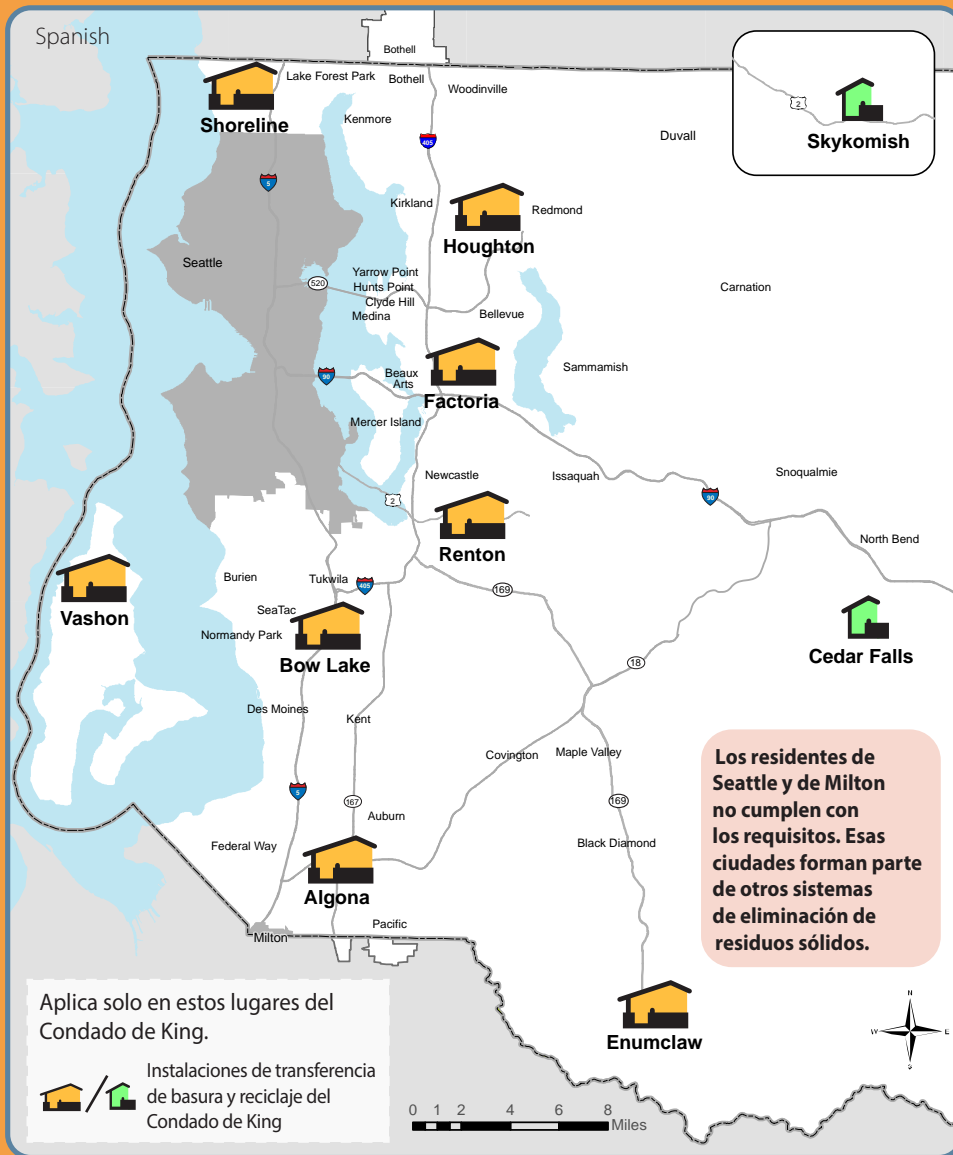 Spanish
Bothell
Lake Forest Park
Bothell
Woodinville
Shoreline
Kenmore
405
2
Skykomish
Duvall
5
Kirkland
Redmond
Houghton
Seattle
Yarrow Point
Hunts Point
Clyde Hill
Medina
520
Carnation
Bellevue
Sammamish
Beaux
Arts
90
Factoria
Mercer Island
Newcastle
Issaquah
Snoqualmie
2
90
Renton
North Bend
Burien
Tukwila
405
169
Vashon
SeaTac
Normandy Park
Bow Lake
Cedar Falls
18
Des Moines
Kent
Covington
Maple Valley
5
167
169
Auburn
Federal Way
Black Diamond
Algona
Milton
Pacific
Los residentes de
Seattle y de Milton
no cumplen con
los requisitos. Esas
ciudades forman parte
de otros sistemas
de eliminación de
residuos sólidos.
Enumclaw
N
W
E
S
Aplica solo en estos lugares del
Condado de King.
Instalaciones de transferencia
de basura y reciclaje del
Condado de King
0 1 2 4 6 8
Miles